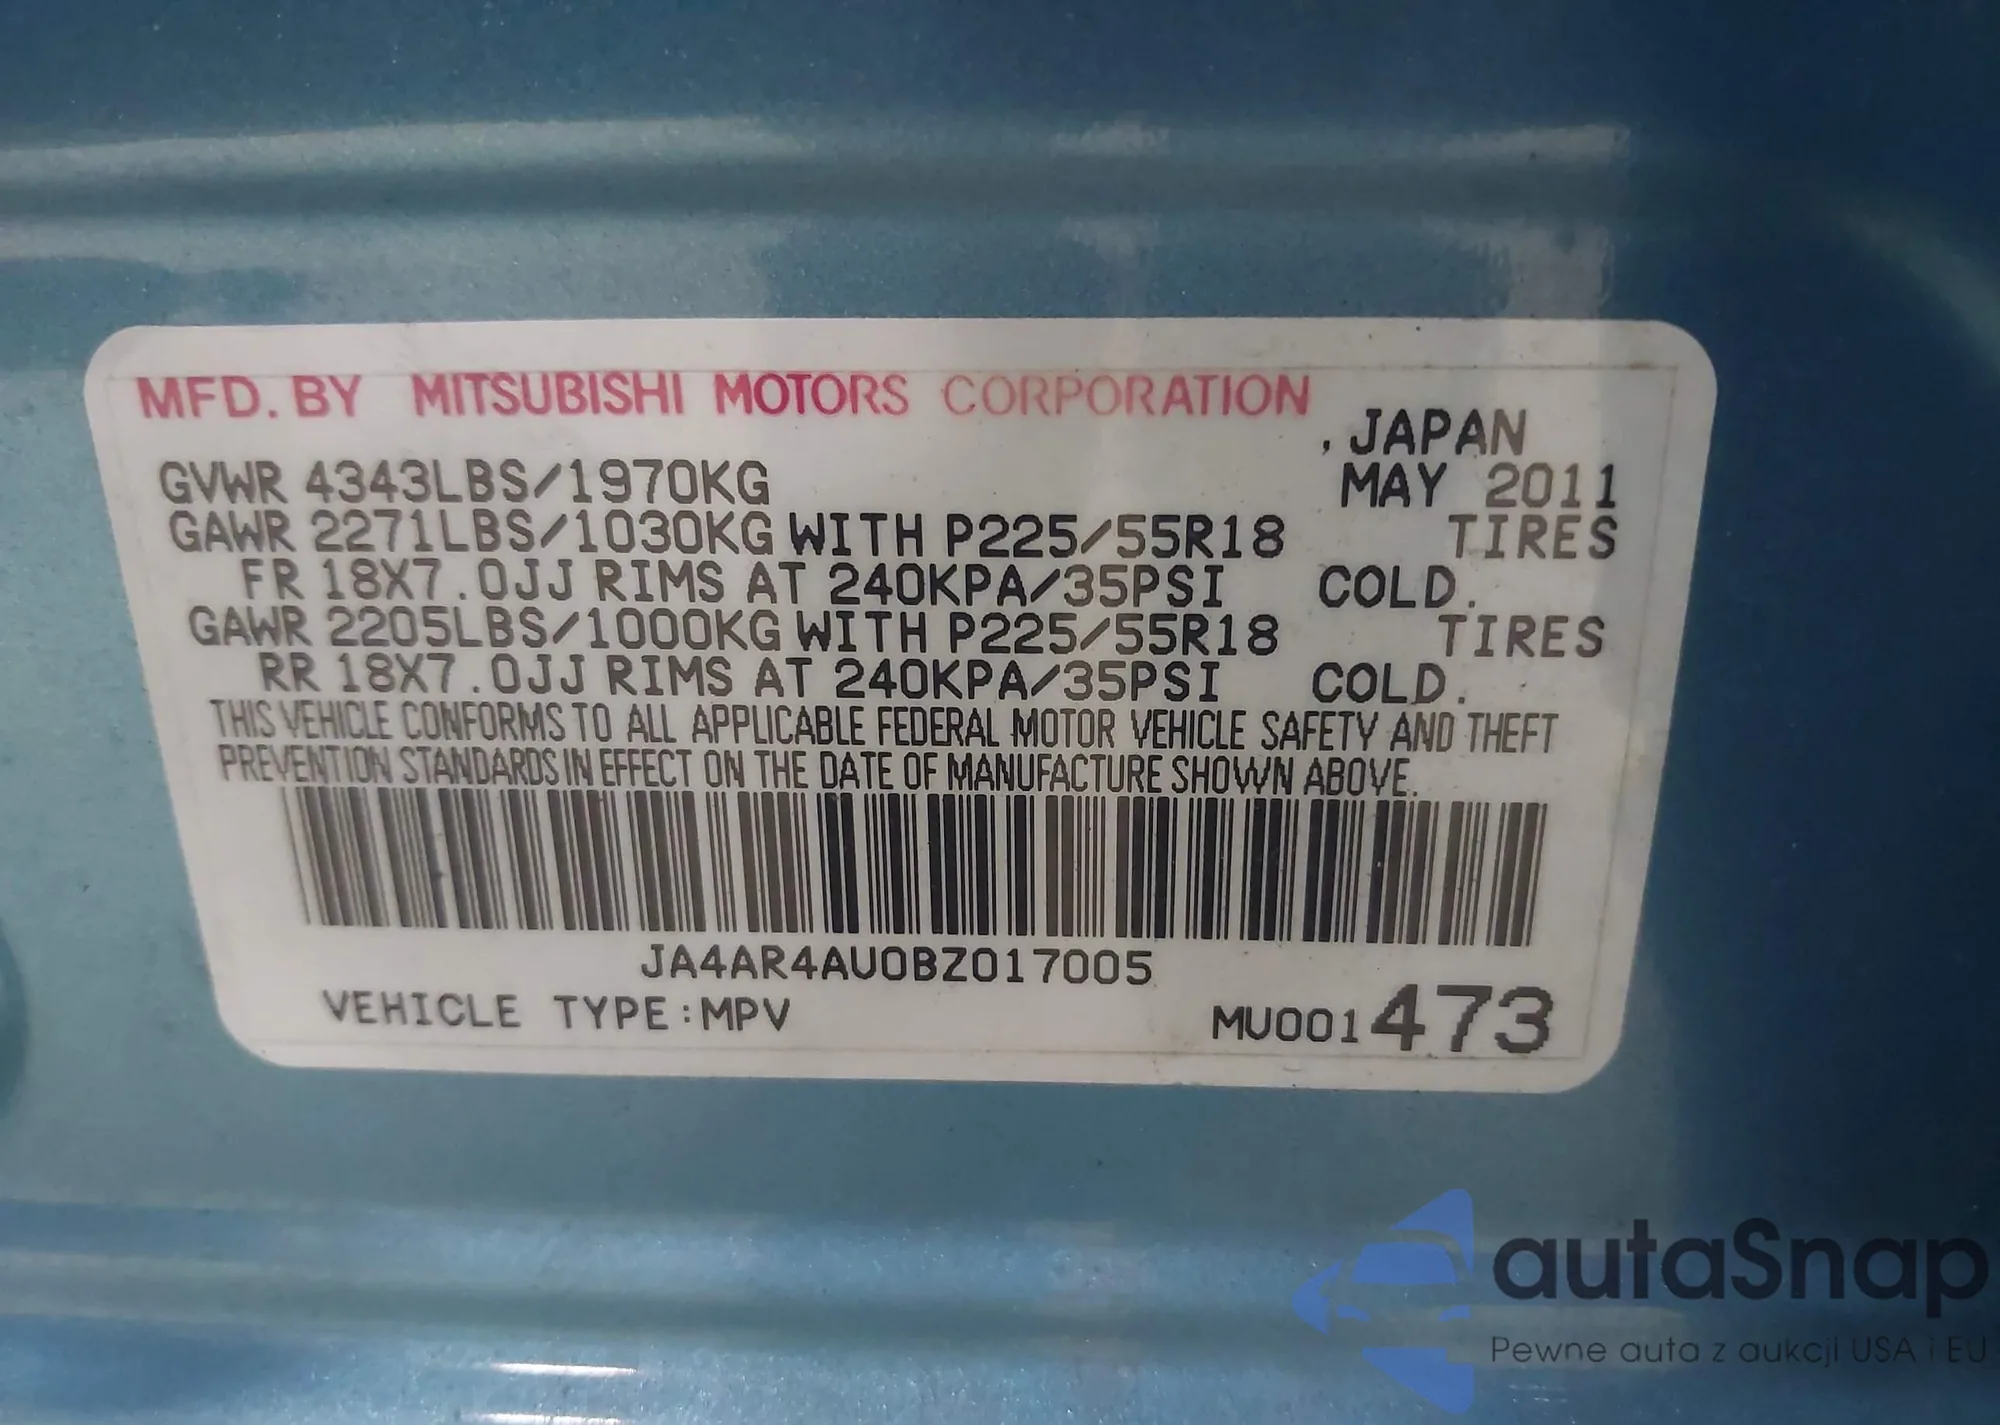 MFD. BY MITSUBISHI MOTORS CORPORATION
, JAPAN
GVWR 4343LBS/1970KG MAY 2011
GAWR 2271LBS/1030KG WITH P225/55R18 TIRES
FR 18X7.0JJ RIMS AT 240KPA/35PSI COLD.
GAWR 2205LBS/1000KG WITH P225/55R18 TIRES
RR 18X7.0JJ RIMS AT 240KPA/35PSI COLD.
THIS VEHICLE CONFORMS TO ALL APPLICABLE FEDERAL MOTOR VEHICLE SAFETY AND THEFT
PREVENTION STANDARDS IN EFFECT ON THE DATE OF MANUFACTURE SHOWN ABOVE.
JA4AR4AU0BZ017005
VEHICLE TYPE:MPV MU001473
autaSnap
Pewne auta z aukcji USA i EU